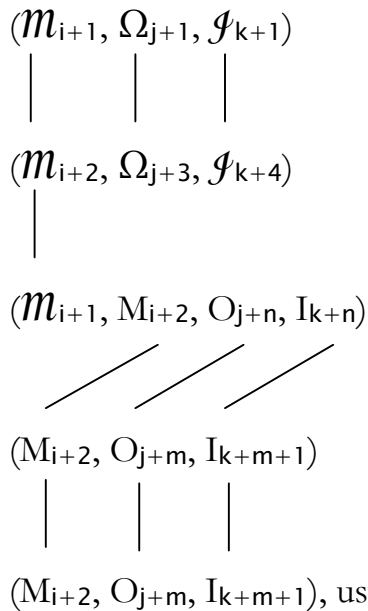 (𝓂i+1, Ωj+1, 𝒥k+1)
(𝓂i+2, Ωj+3, 𝒥k+4)
(𝓂i+1, Mi+2, Oj+n, Ik+n)
(Mi+2, Oj+m, Ik+m+1)
(Mi+2, Oj+m, Ik+m+1), us